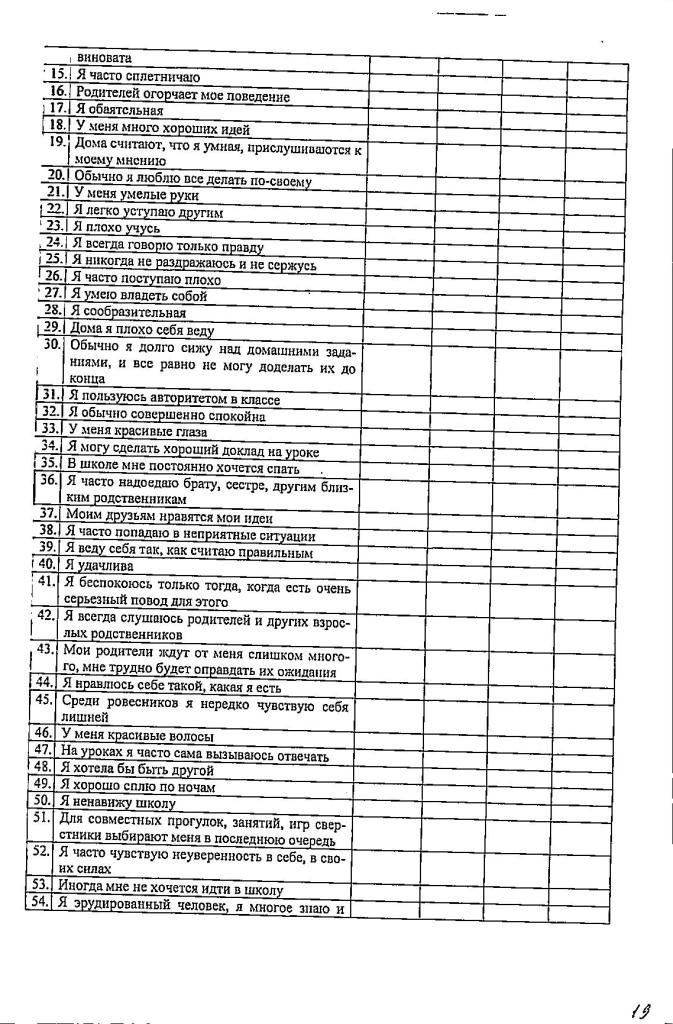 виновата
15. Я часто сплетничаю
16. Родителей огорчает мое поведение
17. Я обаятельная
18. У меня много хороших идей
19. Дома считают, что я умная, прислушиваются к
моему мнению
20. Обычно я люблю все делать по-своему
21. У меня умелые руки
22. Я легко уступаю другим
23. Я плохо учусь
24. Я всегда говорю только правду
25. Я никогда не раздражаюсь и не сержусь
26. Я часто поступаю плохо
27. Я умею владеть собой
28. Я сообразительная
29. Дома я плохо себя веду
30. Обычно я долго сижу над домашними зада-
ниями, и все равно не могу доделать их до
конца
31. Я пользуюсь авторитетом в классе
32. Я обычно совершенно спокойна
33. У меня красивые глаза
34. Я могу сделать хороший доклад на уроке
35. В школе мне постоянно хочется спать
36. Я часто надоедаю брату, сестре, другим близ-
ким родственникам
37. Моим друзьям нравятся мои идеи
38. Я часто попадаю в неприятные ситуации
39. Я веду себя так, как считаю правильным
40. Я удачлива
41. Я беспокоюсь только тогда, когда есть очень
серьезный повод для этого
42. Я всегда слушаюсь родителей и других взрос-
лых родственников
43. Мои родители ждут от меня слишком много-
го, мне трудно будет оправдать их ожидания
44. Я нравлюсь себе такой, какая я есть
45. Среди ровесников я нередко чувствую себя
лишней
46. У меня красивые волосы
47. На уроках я часто сама вызываюсь отвечать
48. Я хотела бы быть другой
49. Я хорошо сплю по ночам
50. Я ненавижу школу
51. Для совместных прогулок, занятий, игр свер-
стники выбирают меня в последнюю очередь
52. Я часто чувствую неуверенность в себе, в сво-
их силах
53. Иногда мне не хочется идти в школу
54. Я эрудированный человек, я многое знаю и
19